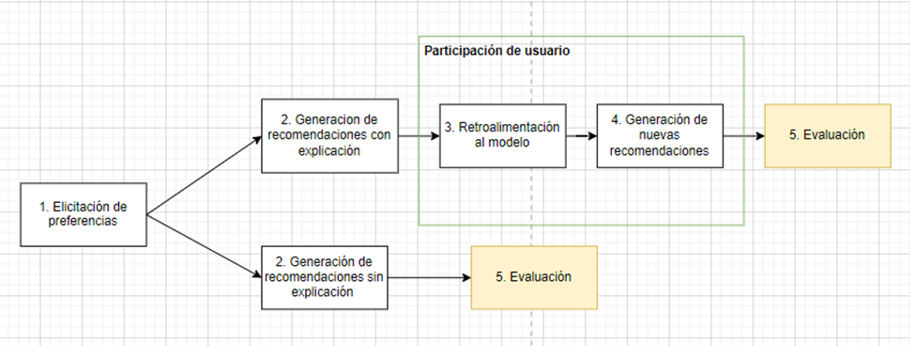 Participación de usuario
2. Generacion de
recomendaciones con
explicación
3. Retroalimentación
al modelo
4. Generación de
nuevas
recomendaciones
5. Evaluación
1. Elicitación de
preferencias
2. Generación de
recomendaciones sin
explicación
5. Evaluación